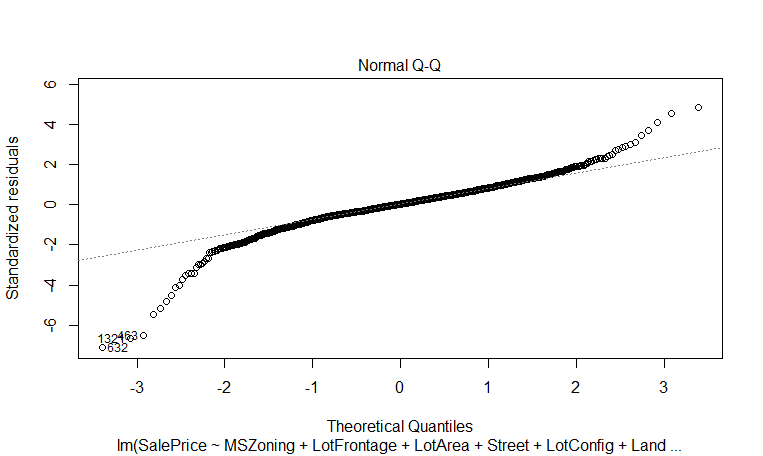 Normal Q-Q
6
4
2
0
-2
-4
-6
Standardized residuals
463
632
-3 -2 -1 0 1 2 3
Theoretical Quantiles
lm(SalePrice ~ MSZoning + LotFrontage + LotArea + Street + LotConfig + Land ...